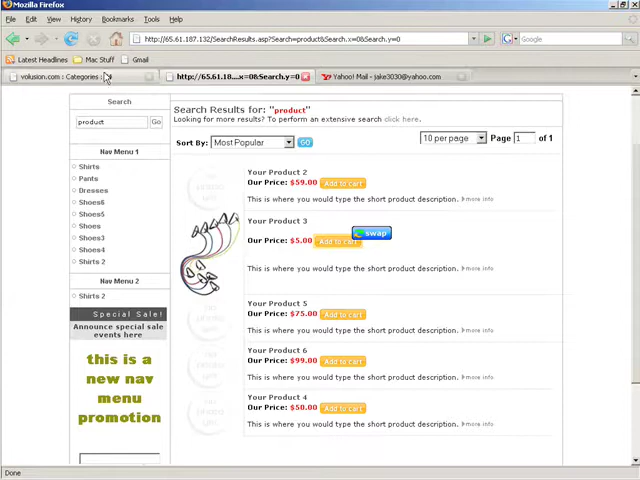 Mozilla Firefox
File Edit View History Bookmarks Tools Help
http://65.61.187.132/SearchResults.asp?Search=product&Search.x=0&Search.y=0
Latest Headlines Mac Stuff Gmail
volusion.com : Categories :
http://65.61.18...x=0&Search.y=0
Yahoo! Mail - jake3030@yahoo.com
Search
product Go
Nav Menu 1
Shirts
Pants
Dresses
Shoes6
Shoes5
Shoes
Shoes3
Shoes4
Shirts 2
Nav Menu 2
Shirts 2
Special Sale!
Announce special sale
events here
this is a
new nav
menu
promotion
Search Results for: "product"
Looking for more results? To perform an extensive search click here.
Sort By: Most Popular GO
10 per page Page 1 of 1
Your Product 2
Our Price: $59.00 Add to cart
This is where you would type the short product description. more info
Your Product 3
swap
Our Price: $5.00 Add to cart
This is where you would type the short product description. more info
Your Product 5
Our Price: $75.00 Add to cart
This is where you would type the short product description. more info
Your Product 6
Our Price: $99.00 Add to cart
This is where you would type the short product description. more info
Your Product 4
Our Price: $50.00 Add to cart
This is where you would type the short product description. more info
Done